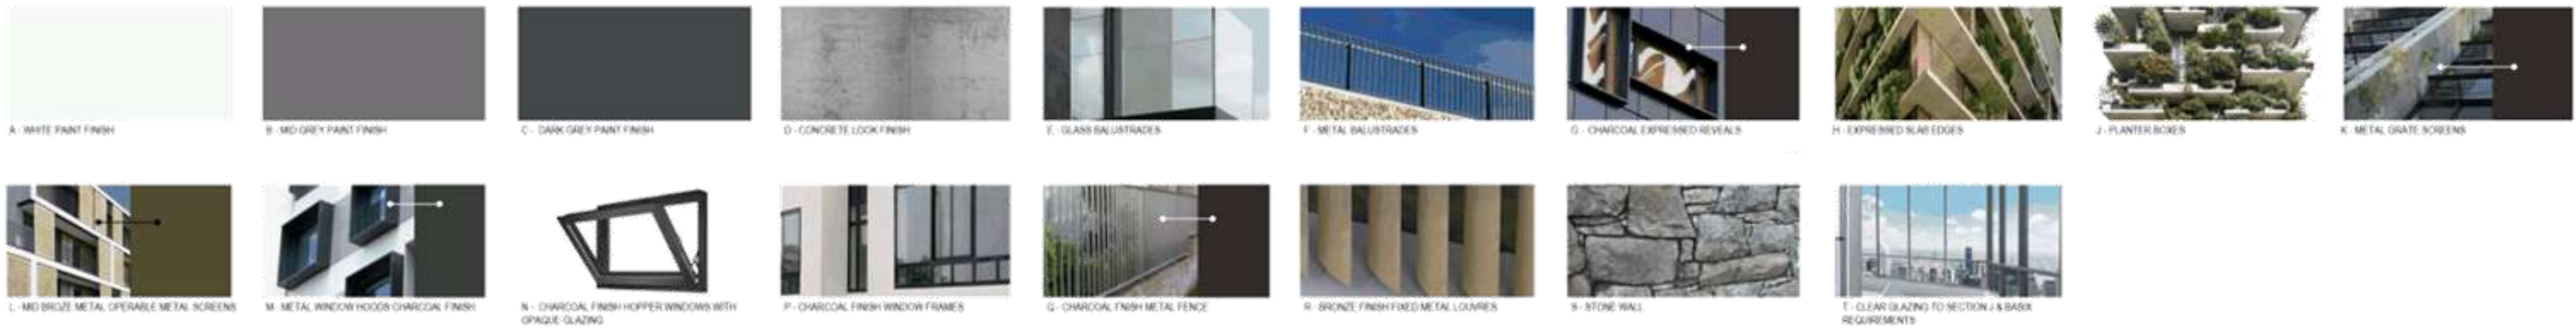 A - WHITE PAINT FINISH
B - MID GREY PAINT FINISH
C - DARK GREY PAINT FINISH
D - CONCRETE LOOK FINISH
E - GLASS BALUSTRADES
F - METAL BALUSTRADES
G - CHARCOAL EXPRESSED REVEALS
H - EXPRESSED SLAB EDGES
J - PLANTER BOXES
K - METAL GRATE SCREENS
L - MID BROZE METAL OPERABLE METAL SCREENS
M - METAL WINDOW HOODS CHARCOAL FINISH
N - CHARCOAL FINISH HOPPER WINDOWS WITH
OPAQUE GLAZING
P - CHARCOAL FINISH WINDOW FRAMES
Q - CHARCOAL FINISH METAL FENCE
R - BRONZE FINISH FIXED METAL LOUVRES
S - STONE WALL
T - CLEAR GLAZING TO SECTION J & BASIX
REQUIREMENTS